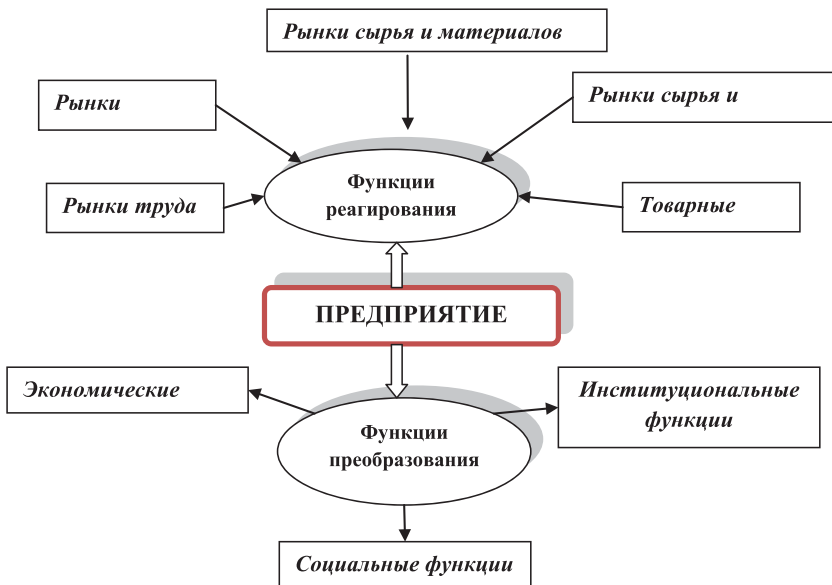 Рынки сырья и материалов
Рынки
Рынки сырья и
Функции
реагирования
Рынки труда
Товарные
ПРЕДПРИЯТИЕ
Экономические
Институциональные
функции
Функции
преобразования
Социальные функции